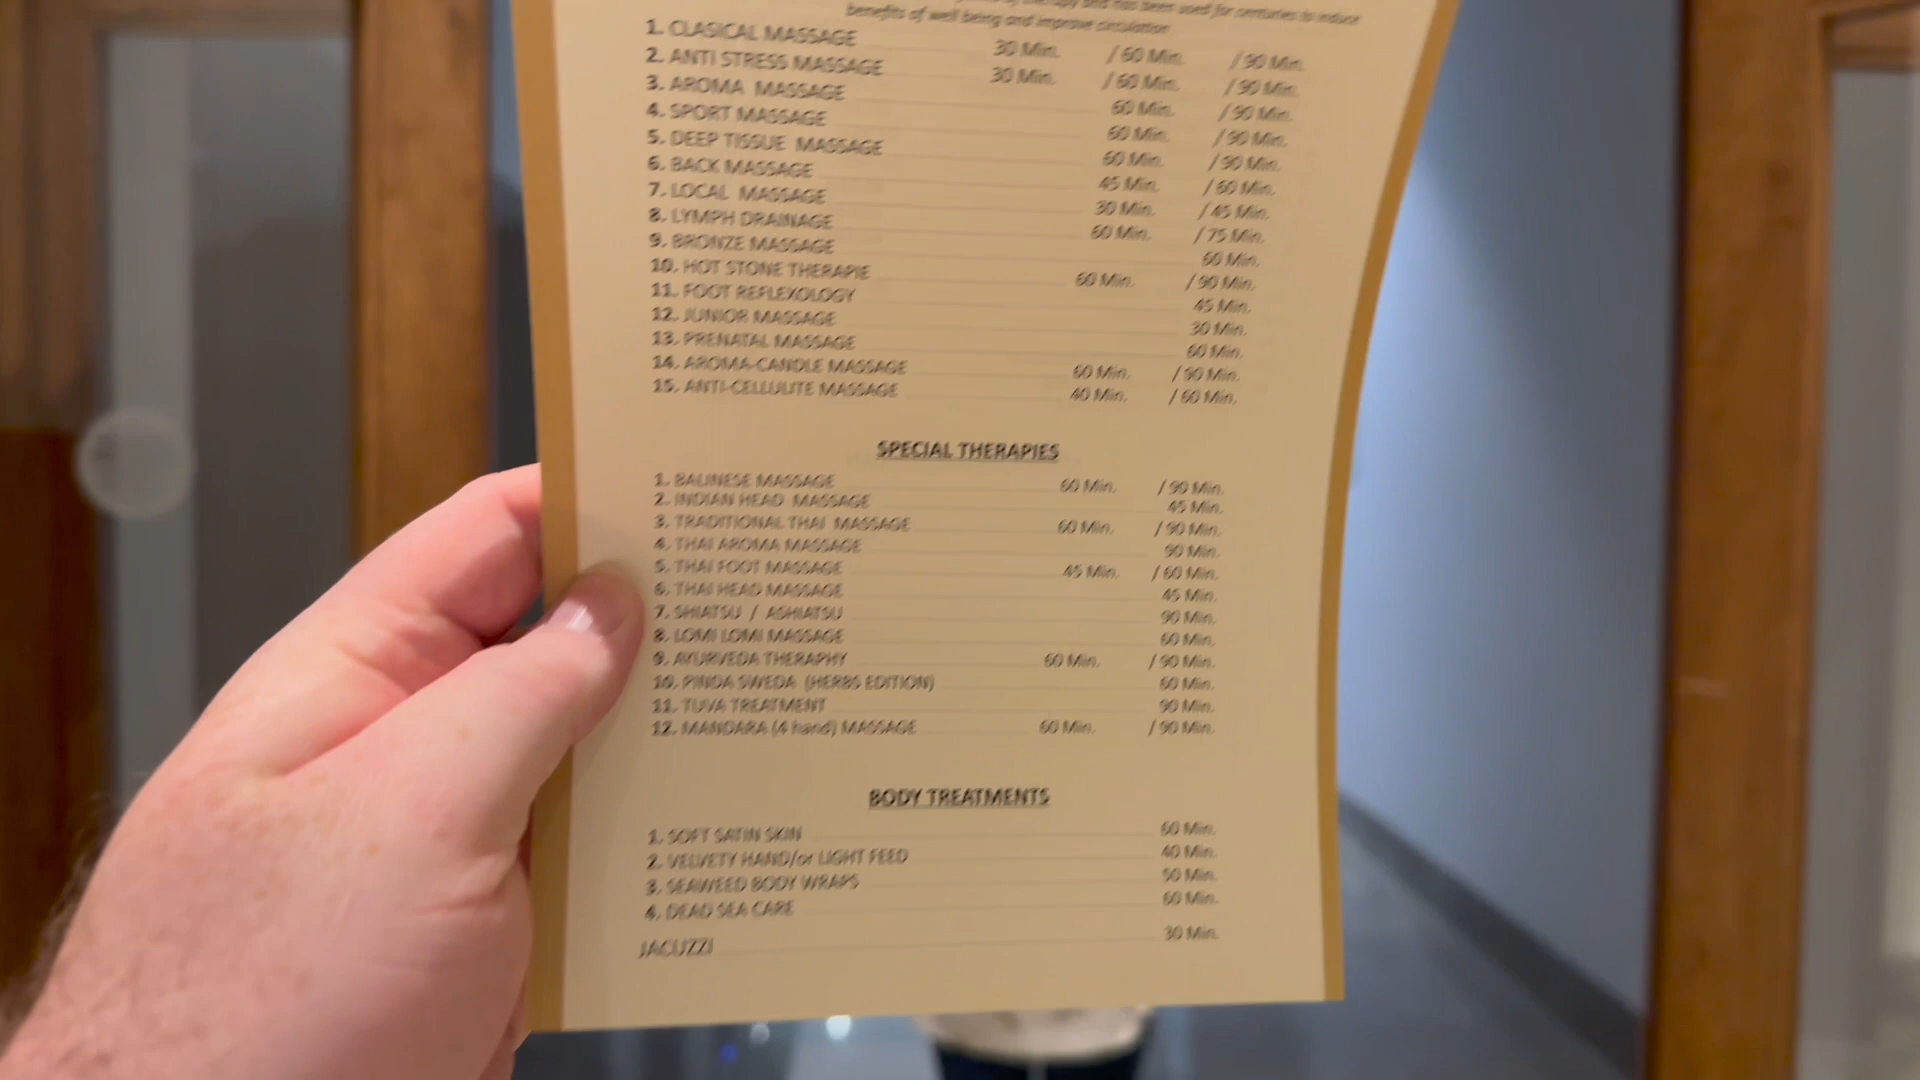 and has been used for centuries to induce
benefits of well being and improve circulation
1. CLASICAL MASSAGE 30 Min. / 60 Min. / 90 Min.
2. ANTI STRESS MASSAGE 30 Min. / 60 Min. / 90 Min.
3. AROMA MASSAGE 60 Min. / 90 Min.
4. SPORT MASSAGE 60 Min. / 90 Min.
5. DEEP TISSUE MASSAGE 60 Min. / 90 Min.
6. BACK MASSAGE 45 Min. / 60 Min.
7. LOCAL MASSAGE 30 Min. / 45 Min.
8. LYMPH DRAINAGE 60 Min. / 75 Min.
9. BRONZE MASSAGE 60 Min.
10. HOT STONE THERAPIE 60 Min. / 90 Min.
11. FOOT REFLEXOLOGY 45 Min.
12. JUNIOR MASSAGE 30 Min.
13. PRENATAL MASSAGE 60 Min.
14. AROMA-CANDLE MASSAGE 60 Min. / 90 Min.
15. ANTI-CELLULITE MASSAGE 40 Min. / 60 Min.
SPECIAL THERAPIES
1. BALINESE MASSAGE 60 Min. / 90 Min.
2. INDIAN HEAD MASSAGE 45 Min.
3. TRADITIONAL THAI MASSAGE 60 Min. / 90 Min.
4. THAI AROMA MASSAGE 90 Min.
5. THAI FOOT MASSAGE 45 Min. / 60 Min.
6. THAI HEAD MASSAGE 45 Min.
7. SHIATSU / ASHIATSU 90 Min.
8. LOMI LOMI MASSAGE 60 Min.
9. AYURVEDA THERAPHY 60 Min. / 90 Min.
10. PINDA SWEDA (HERBS EDITION) 60 Min.
11. TUVA TREATMENT 90 Min.
12. MANDARA (4 hand) MASSAGE 60 Min. / 90 Min.
BODY TREATMENTS
1. SOFT SATIN SKIN 60 Min.
2. VELVETY HAND/or LIGHT FEED 40 Min.
3. SEAWEED BODY WRAPS 50 Min.
4. DEAD SEA CARE 60 Min.
JACUZZI 30 Min.